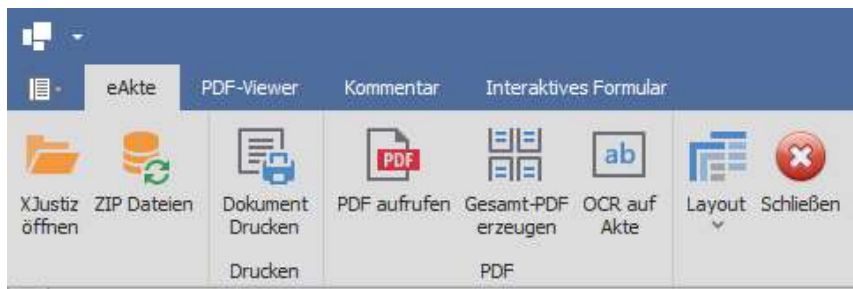 eAkte PDF-Viewer Kommentar Interaktives Formular
PDF ab
XJustiz ZIP Dateien Dokument PDF aufrufen Gesamt-PDF OCR auf Layout Schließen
öffnen Drucken erzeugen Akte
Drucken PDF